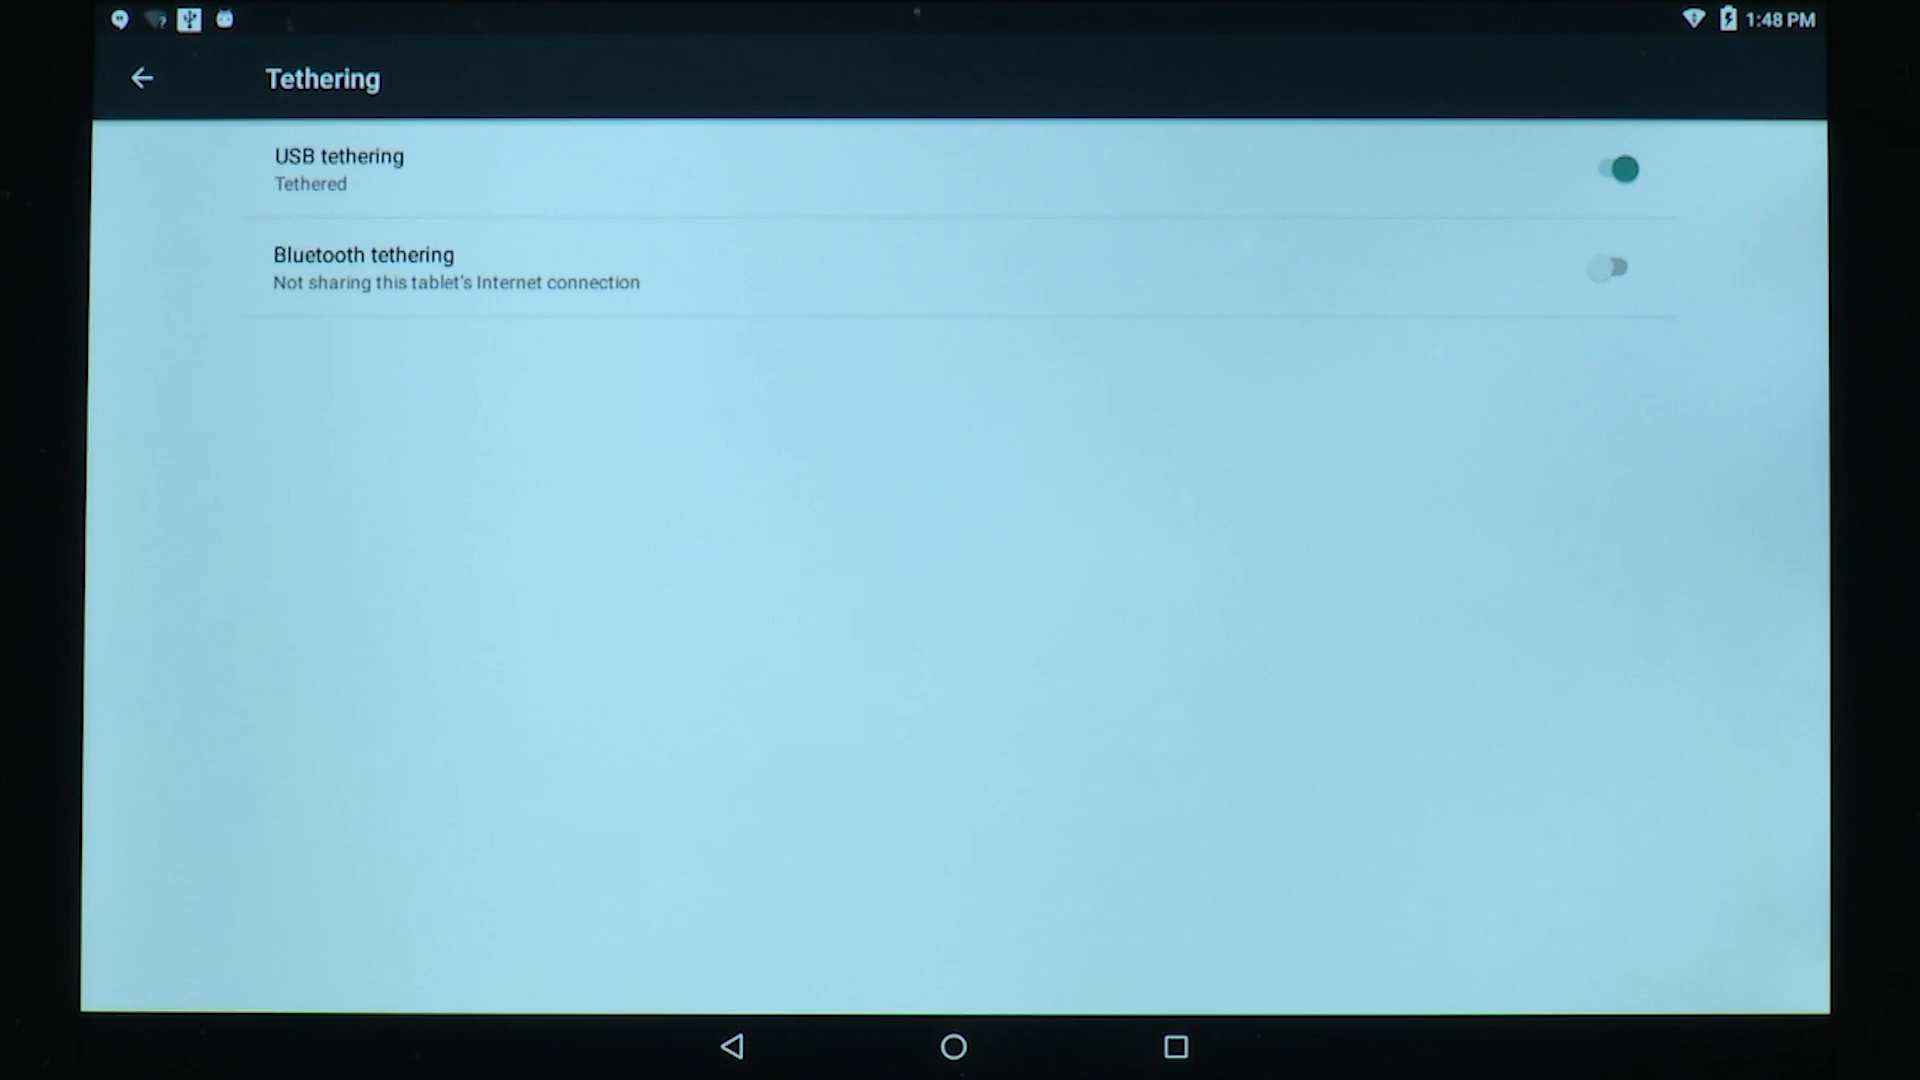 1:48 PM
Tethering
USB tethering
Tethered
Bluetooth tethering
Not sharing this tablet's Internet connection